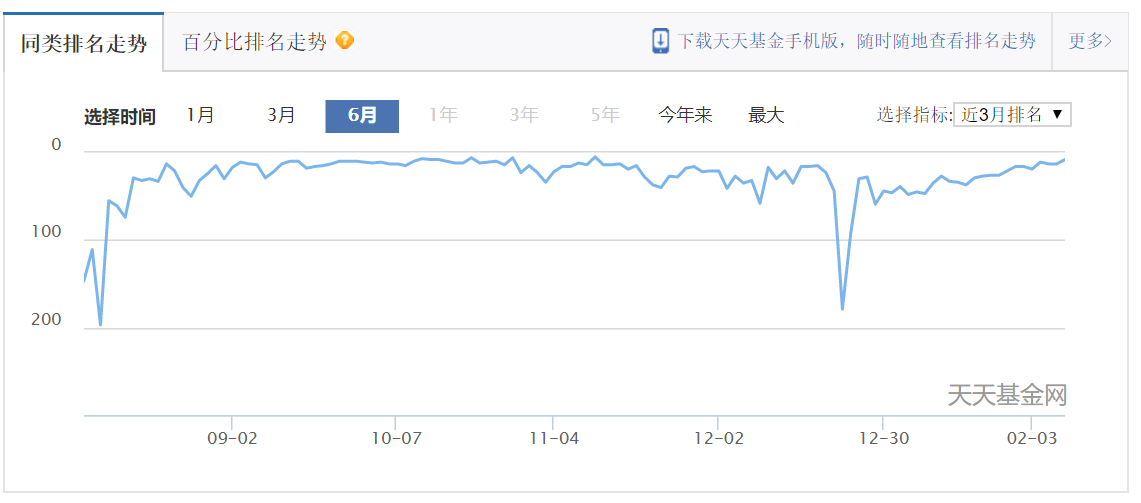 同类排名走势 百分比排名走势 ? 下载天天基金手机版，随时随地查看排名走势 更多>
选择时间 1月 3月 6月 1年 3年 5年 今年来 最大 选择指标: 近3月排名 ▼
0
100
200
天天基金网
09-02 10-07 11-04 12-02 12-30 02-03